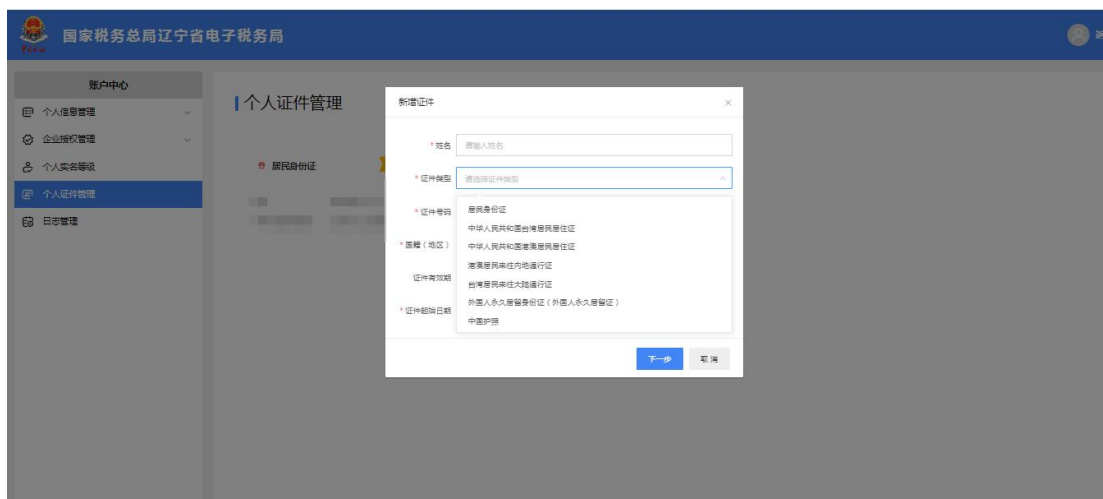 国家税务总局辽宁省电子税务局
返
账户中心
个人信息管理
企业授权管理
个人实名等级
个人证件管理
日志管理
个人证件管理
居民身份证
新增证件
*姓名 请输入姓名
*证件类型 请选择证件类型
*证件号码
*国籍（地区）
证件有效期
*证件起始日期
居民身份证
中华人民共和国台湾居民居住证
中华人民共和国港澳居民居住证
港澳居民来往内地通行证
台湾居民来往大陆通行证
外国人永久居留身份证（外国人永久居留证）
中国护照
下一步 取消